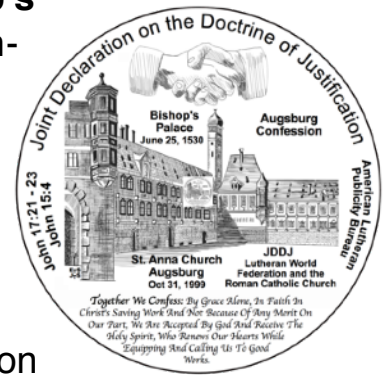 's
n-
Joint Declaration on the Doctrine of Justification
Bishop's
Palace
June 25, 1530
Augsburg
Confession
John 17:21 - 23
John 15:4
American Lutheran
Publicity Bureau
St. Anna Church
Augsburg
Oct 31, 1999
JDDJ
Lutheran World
Federation and the
Roman Catholic Church
Together We Confess: By Grace Alone, In Faith In
Christ's Saving Work And Not Because Of Any Merit On
Our Part, We Are Accepted By God And Receive The
Holy Spirit, Who Renews Our Hearts While
Equipping And Calling Us To Good
Works.
on